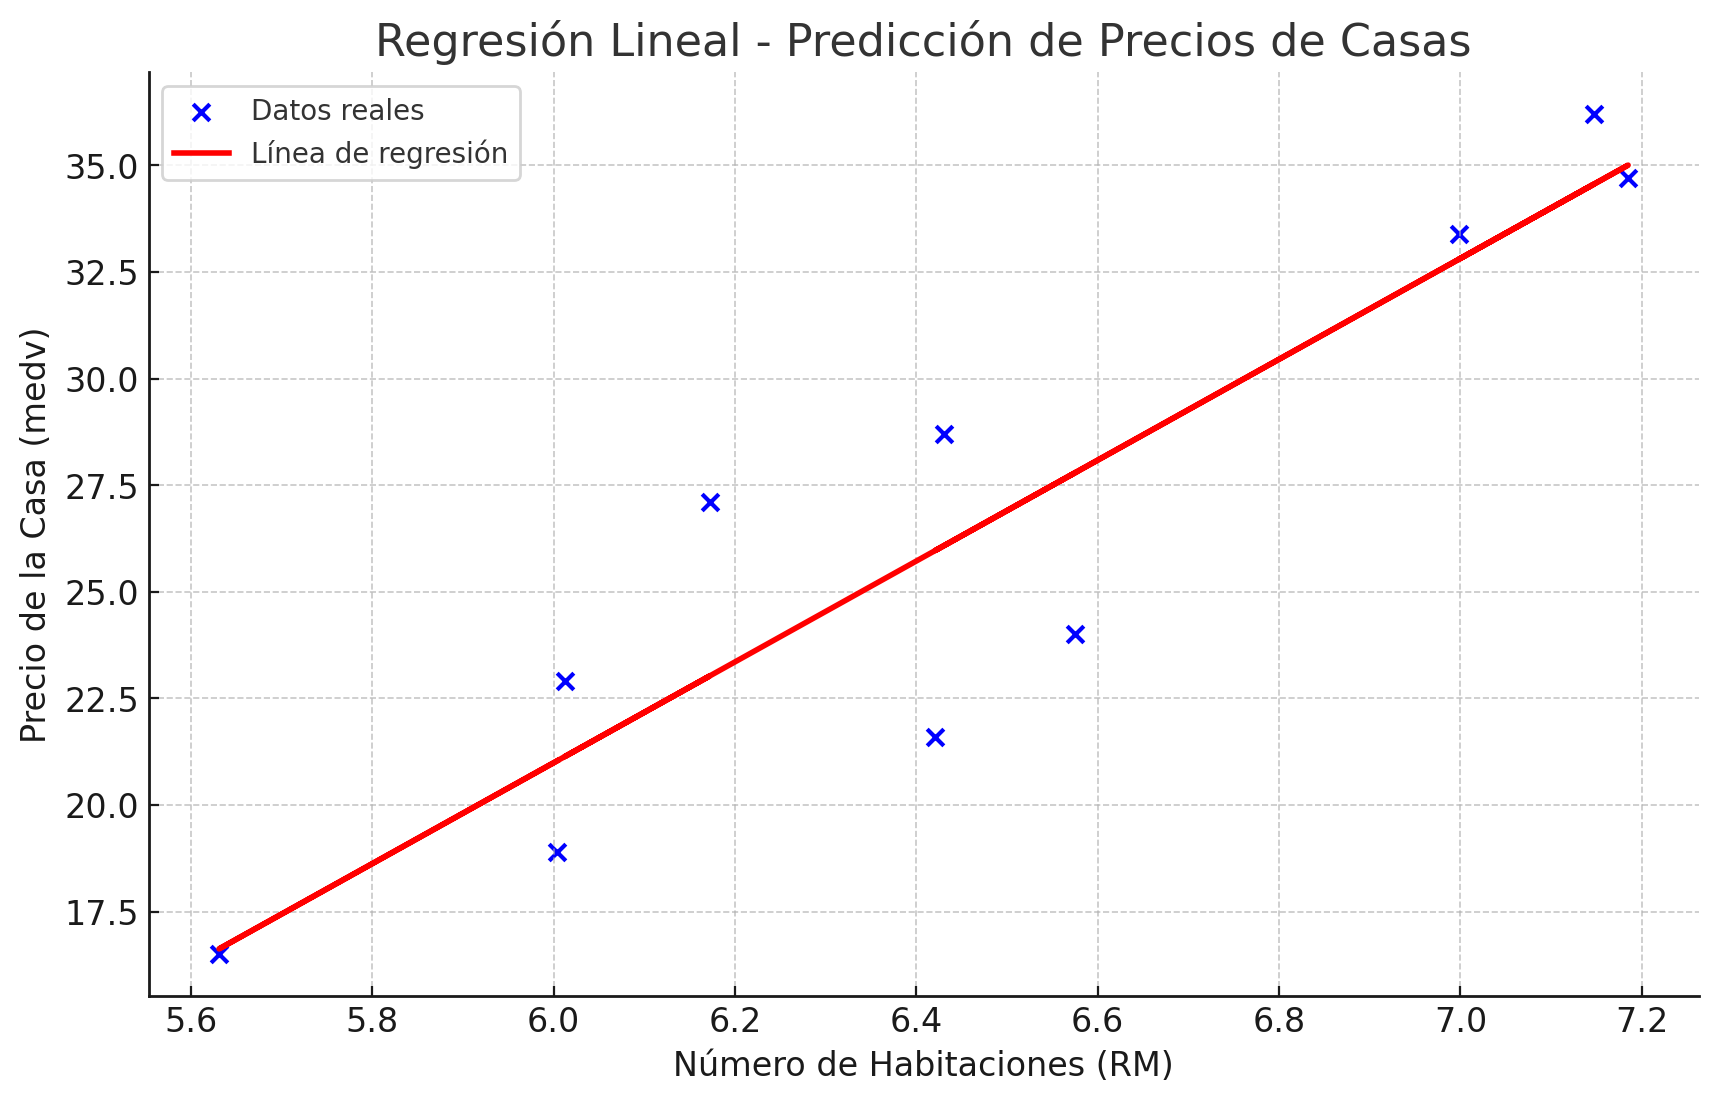 Regresión Lineal - Predicción de Precios de Casas
Datos reales
Línea de regresión
Precio de la Casa (medv)
35.0
32.5
30.0
27.5
25.0
22.5
20.0
17.5
5.6 5.8 6.0 6.2 6.4 6.6 6.8 7.0 7.2
Número de Habitaciones (RM)